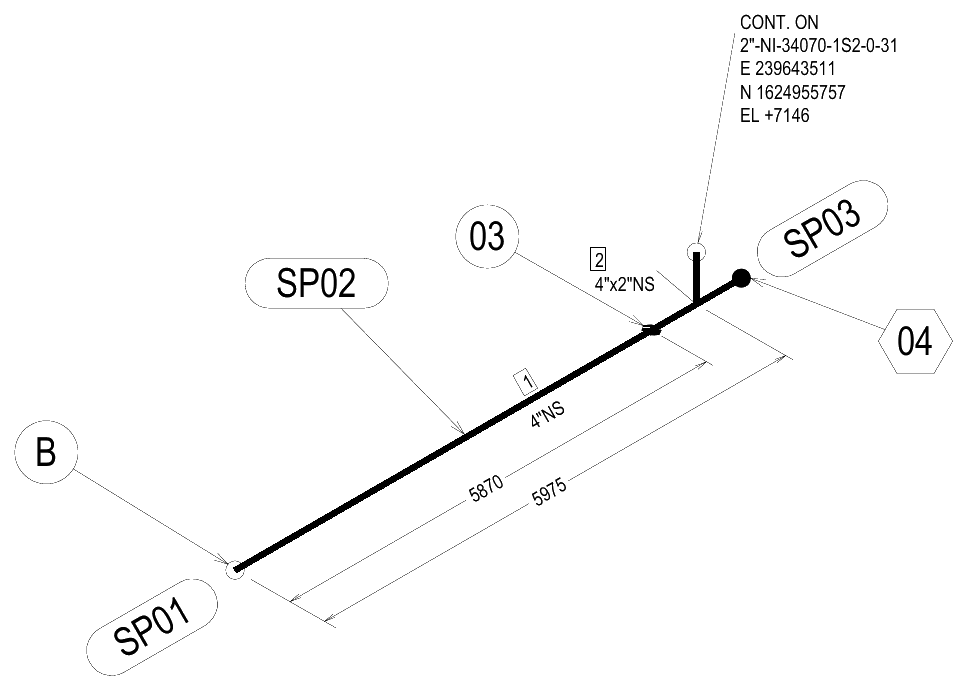 CONT. ON
2"-NI-34070-1S2-0-31
E 239643511
N 1624955757
EL +7146
SP03
03
2
4"x2"NS
SP02
04
1
4"NS
B
5870
5975
SP01